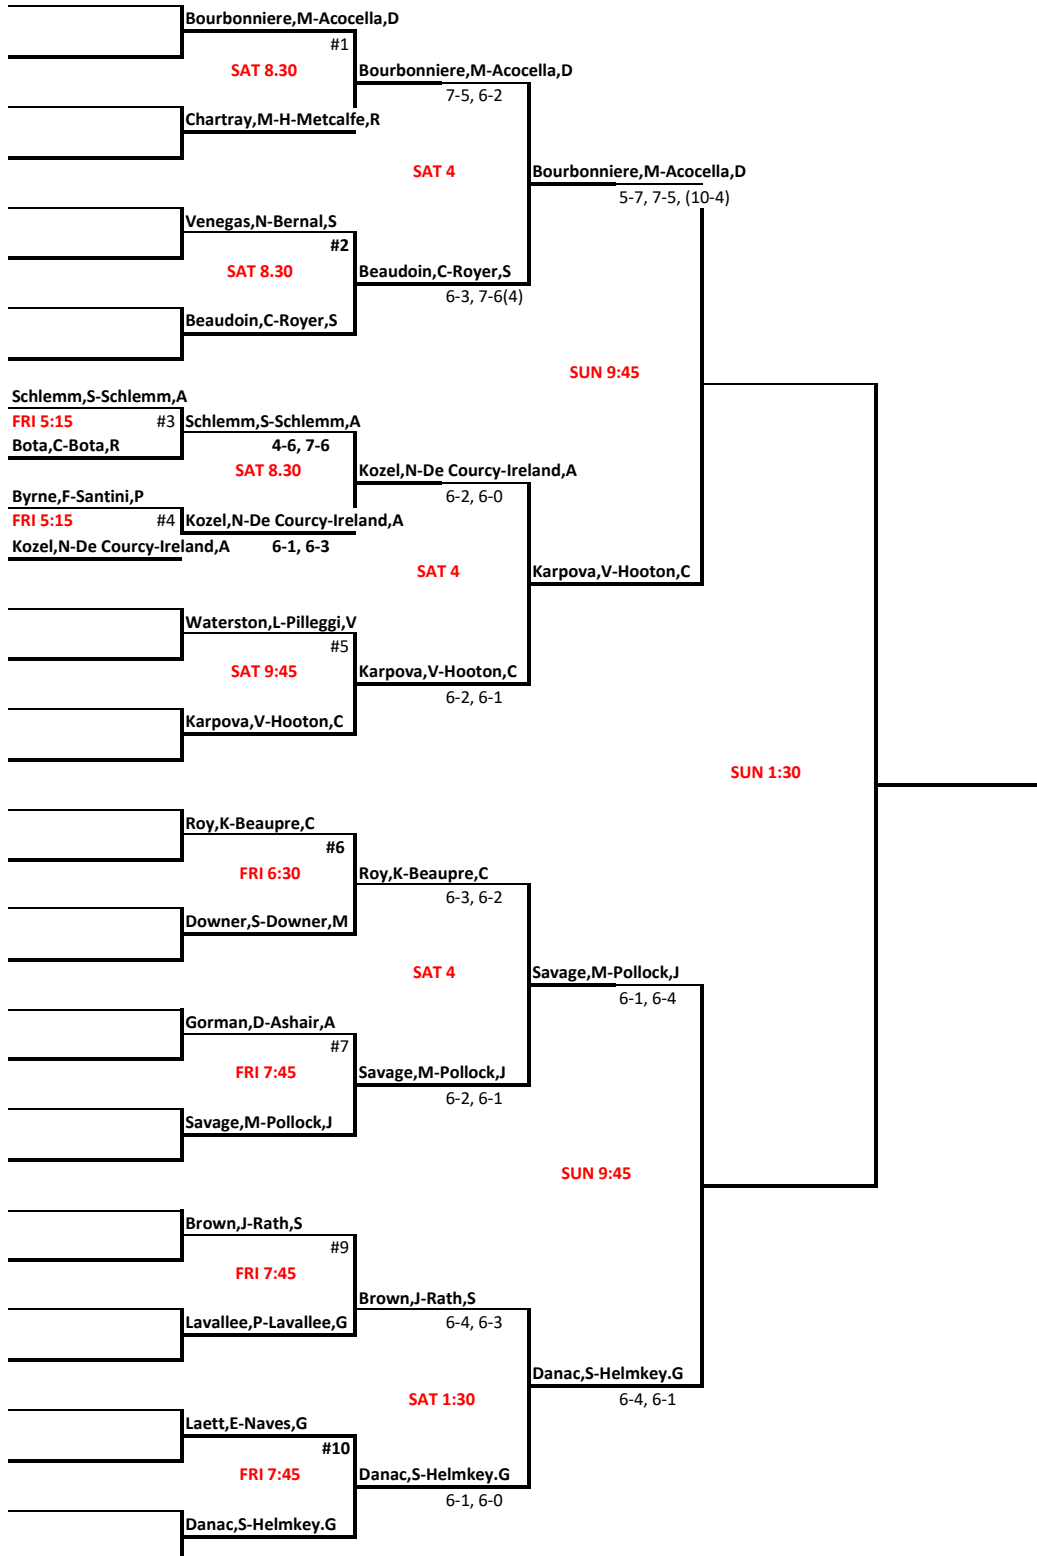 Bourbonniere,M-Acocella,D
#1
SAT 8.30
Bourbonniere,M-Acocella,D
7-5, 6-2
Chartray,M-H-Metcalfe,R
SAT 4
Bourbonniere,M-Acocella,D
5-7, 7-5, (10-4)
Venegas,N-Bernal,S
#2
SAT 8.30
Beaudoin,C-Royer,S
6-3, 7-6(4)
Beaudoin,C-Royer,S
SUN 9:45
Schlemm,S-Schlemm,A
FRI 5:15 #3 Schlemm,S-Schlemm,A
Bota,C-Bota,R 4-6, 7-6
SAT 8.30
Kozel,N-De Courcy-Ireland,A
Byrne,F-Santini,P 6-2, 6-0
FRI 5:15 #4 Kozel,N-De Courcy-Ireland,A
Kozel,N-De Courcy-Ireland,A 6-1, 6-3
SAT 4
Karpova,V-Hooton,C
Waterston,L-Pilleggi,V
#5
SAT 9:45
Karpova,V-Hooton,C
6-2, 6-1
Karpova,V-Hooton,C
SUN 1:30
Roy,K-Beaupre,C
#6
FRI 6:30
Roy,K-Beaupre,C
6-3, 6-2
Downer,S-Downer,M
SAT 4
Savage,M-Pollock,J
6-1, 6-4
Gorman,D-Ashair,A
#7
FRI 7:45
Savage,M-Pollock,J
6-2, 6-1
Savage,M-Pollock,J
SUN 9:45
Brown,J-Rath,S
#9
FRI 7:45
Brown,J-Rath,S
6-4, 6-3
Lavallee,P-Lavallee,G
Danac,S-Helmkey.G
6-4, 6-1
SAT 1:30
Laett,E-Naves,G
#10
FRI 7:45
Danac,S-Helmkey.G
6-1, 6-0
Danac,S-Helmkey.G